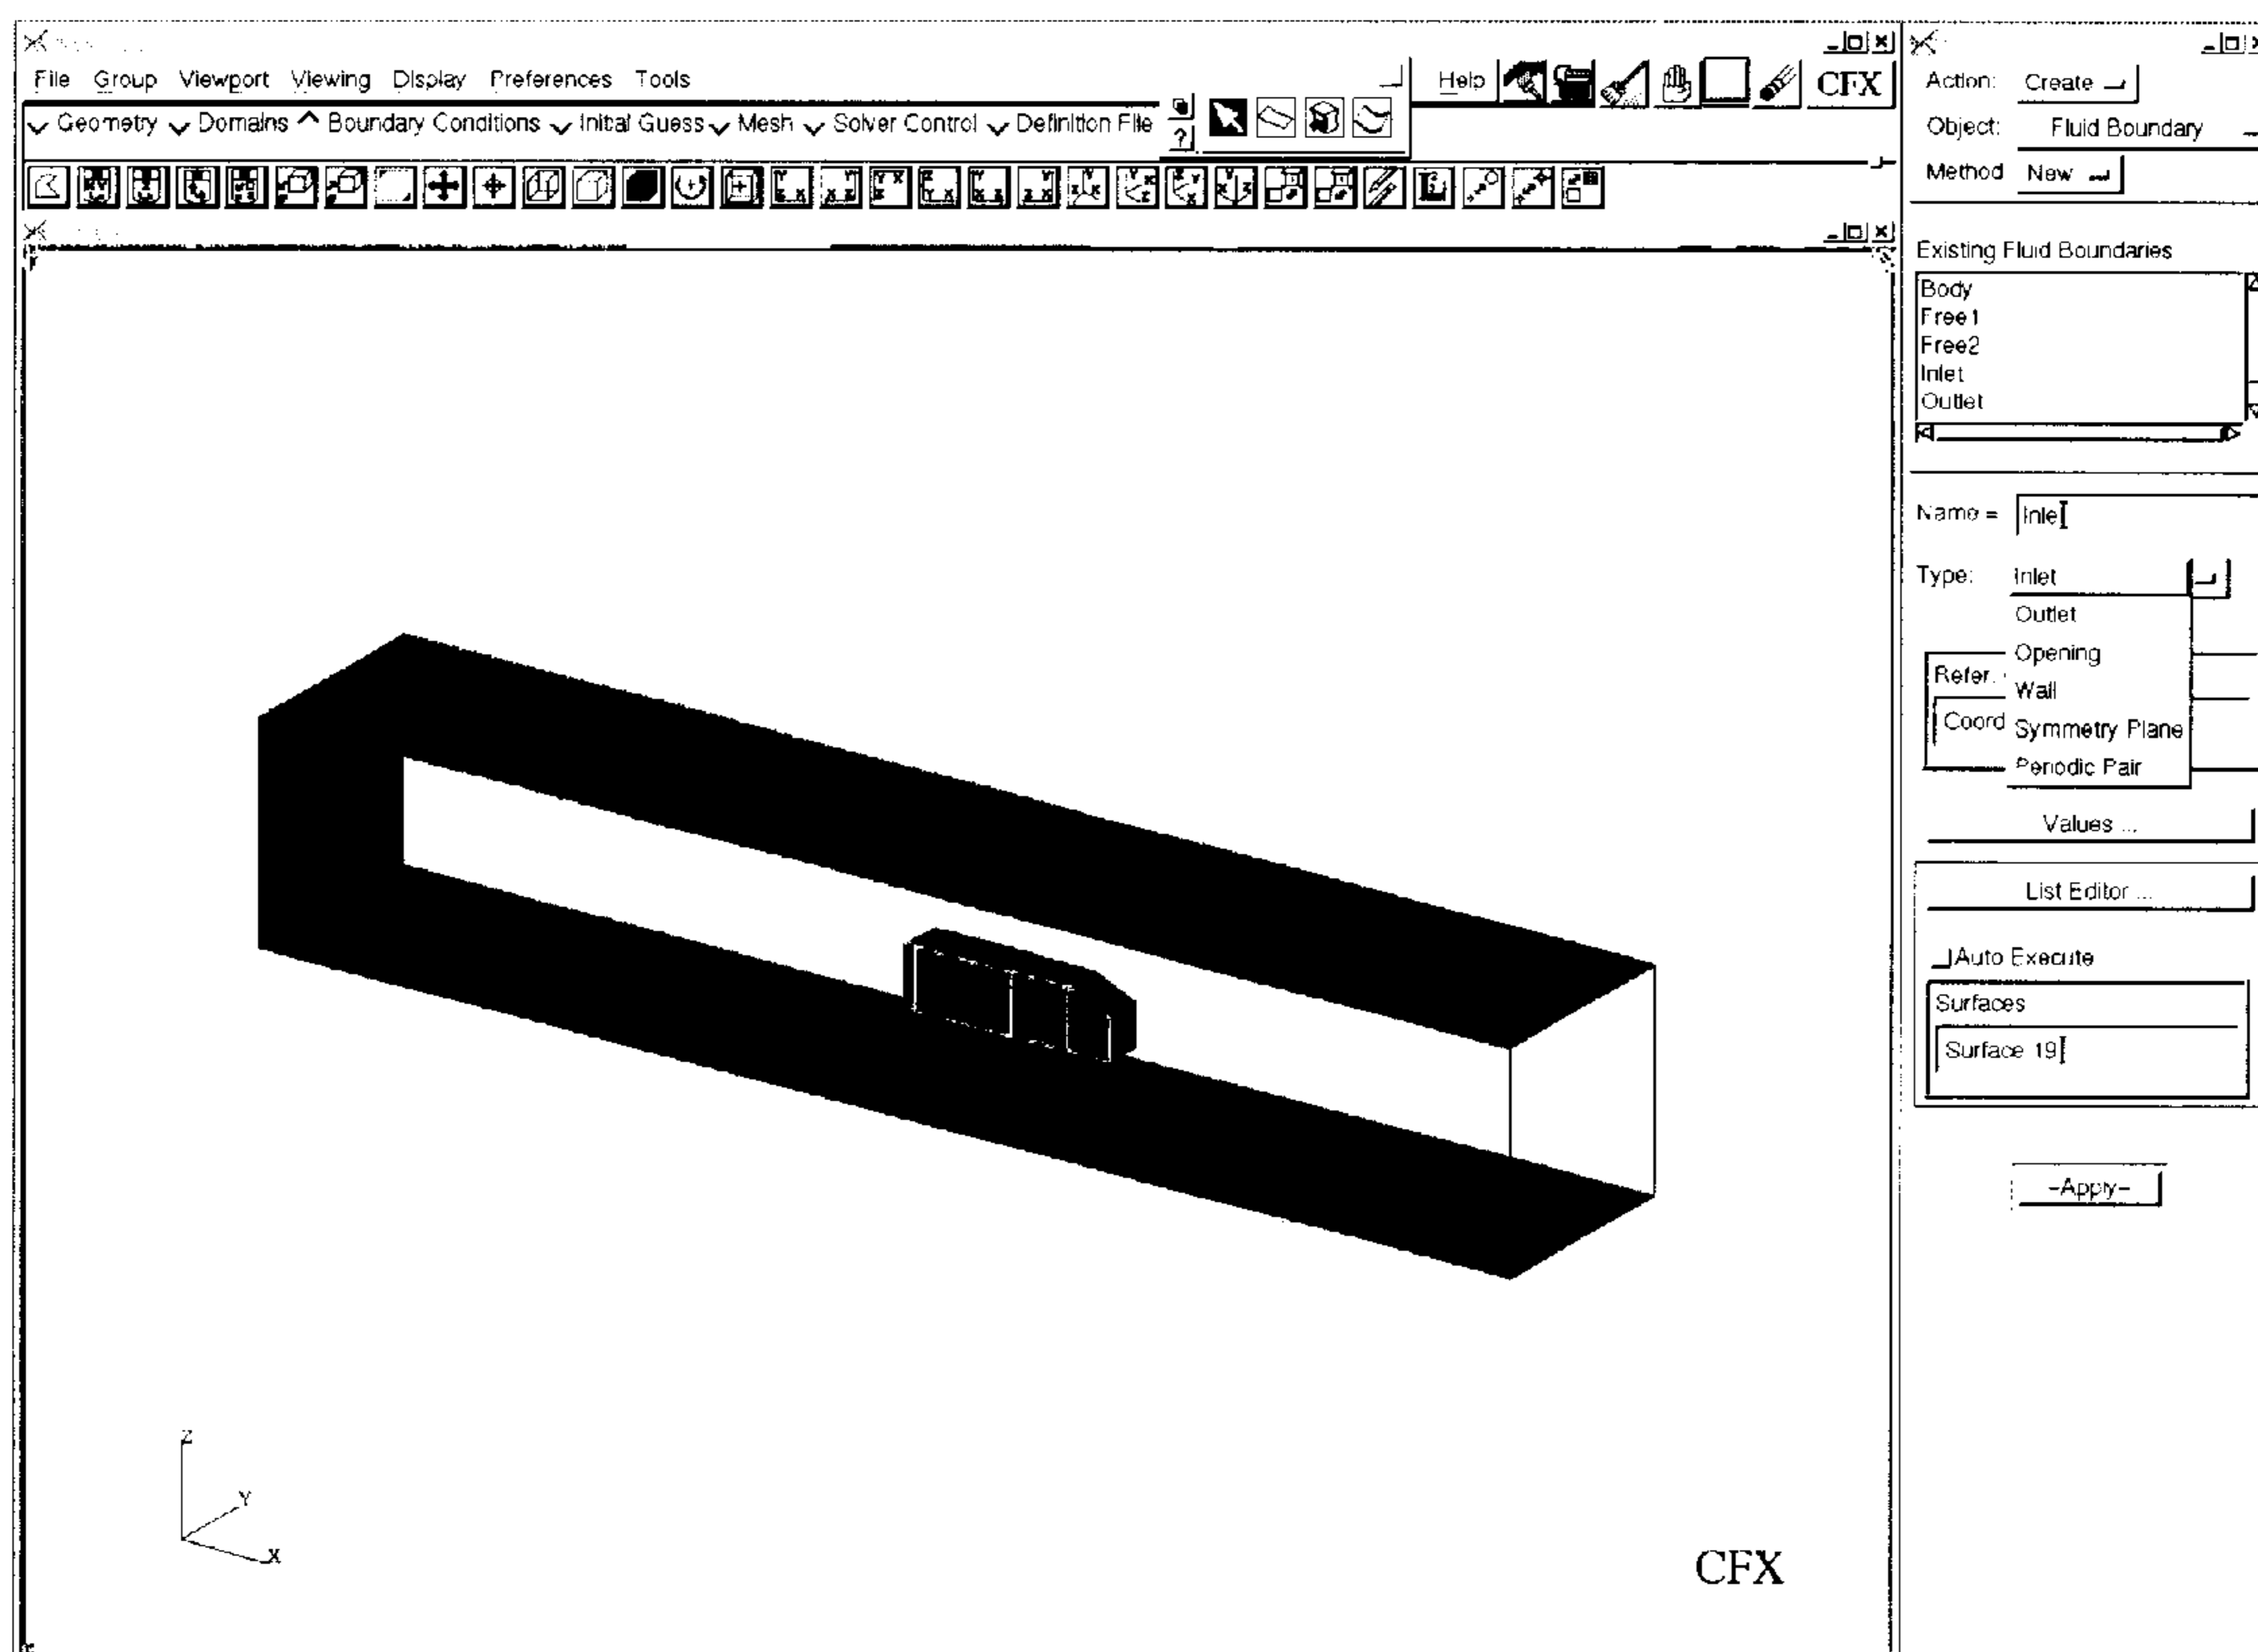 File Group Viewport Viewing Display Preferences Tools
Help
CFX
Geometry Domains Boundary Conditions Initial Guess Mesh Solver Control Definition File
?
Z
Y
X
CFX
Action: Create
Object: Fluid Boundary
Method New
Existing Fluid Boundaries
Body
Free1
Free2
Inlet
Outlet
Name = Inle
Type: Inlet
Outlet
Opening
Refer.
Wall
Coord
Symmetry Plane
Periodic Pair
Values ...
List Editor ...
Auto Execute
Surfaces
Surface 19
-Apply-